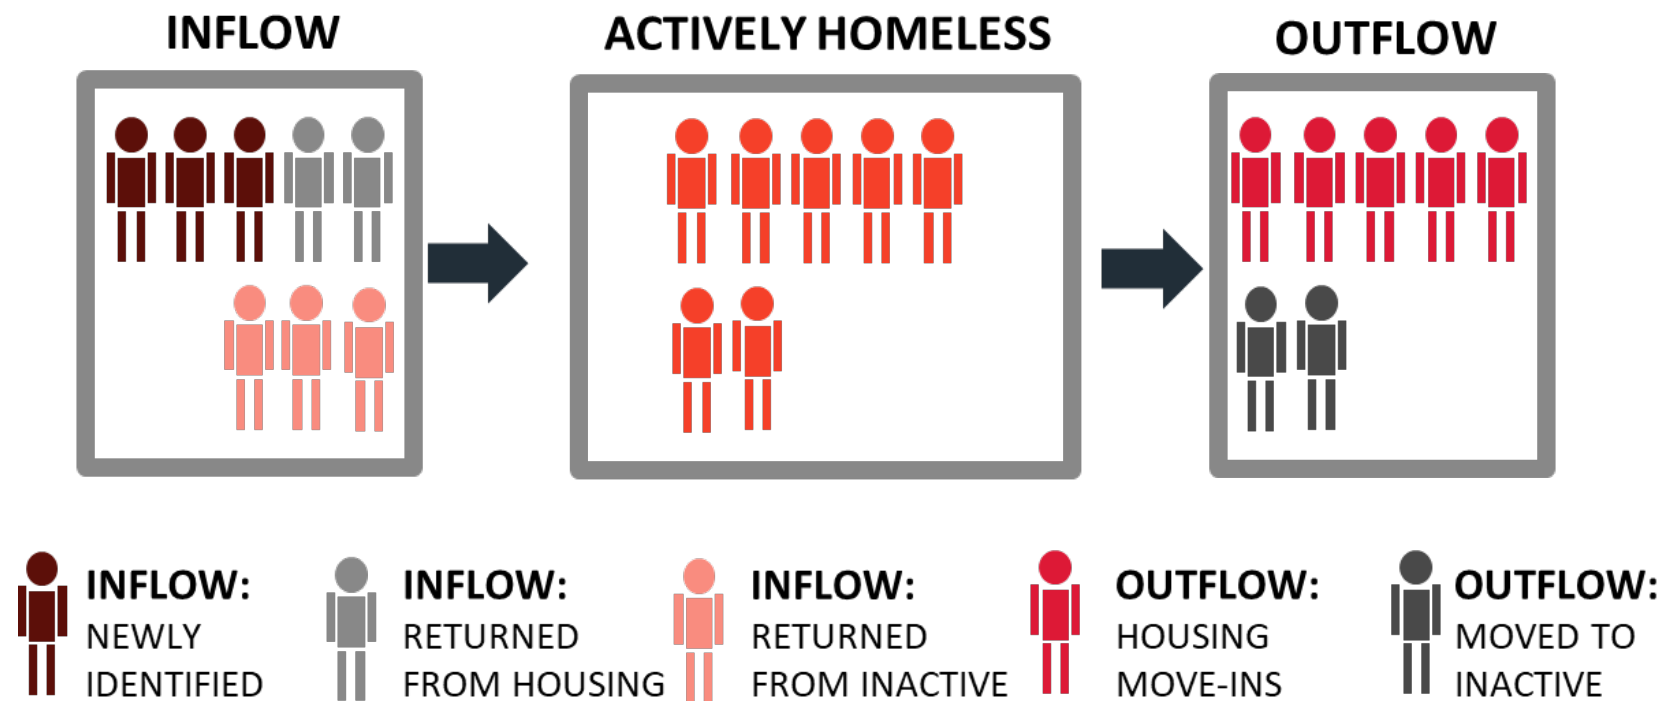 INFLOW
ACTIVELY HOMELESS
OUTFLOW
INFLOW:
NEWLY
IDENTIFIED
INFLOW:
RETURNED
FROM HOUSING
INFLOW:
RETURNED
FROM INACTIVE
OUTFLOW:
HOUSING
MOVE-INS
OUTFLOW:
MOVED TO
INACTIVE